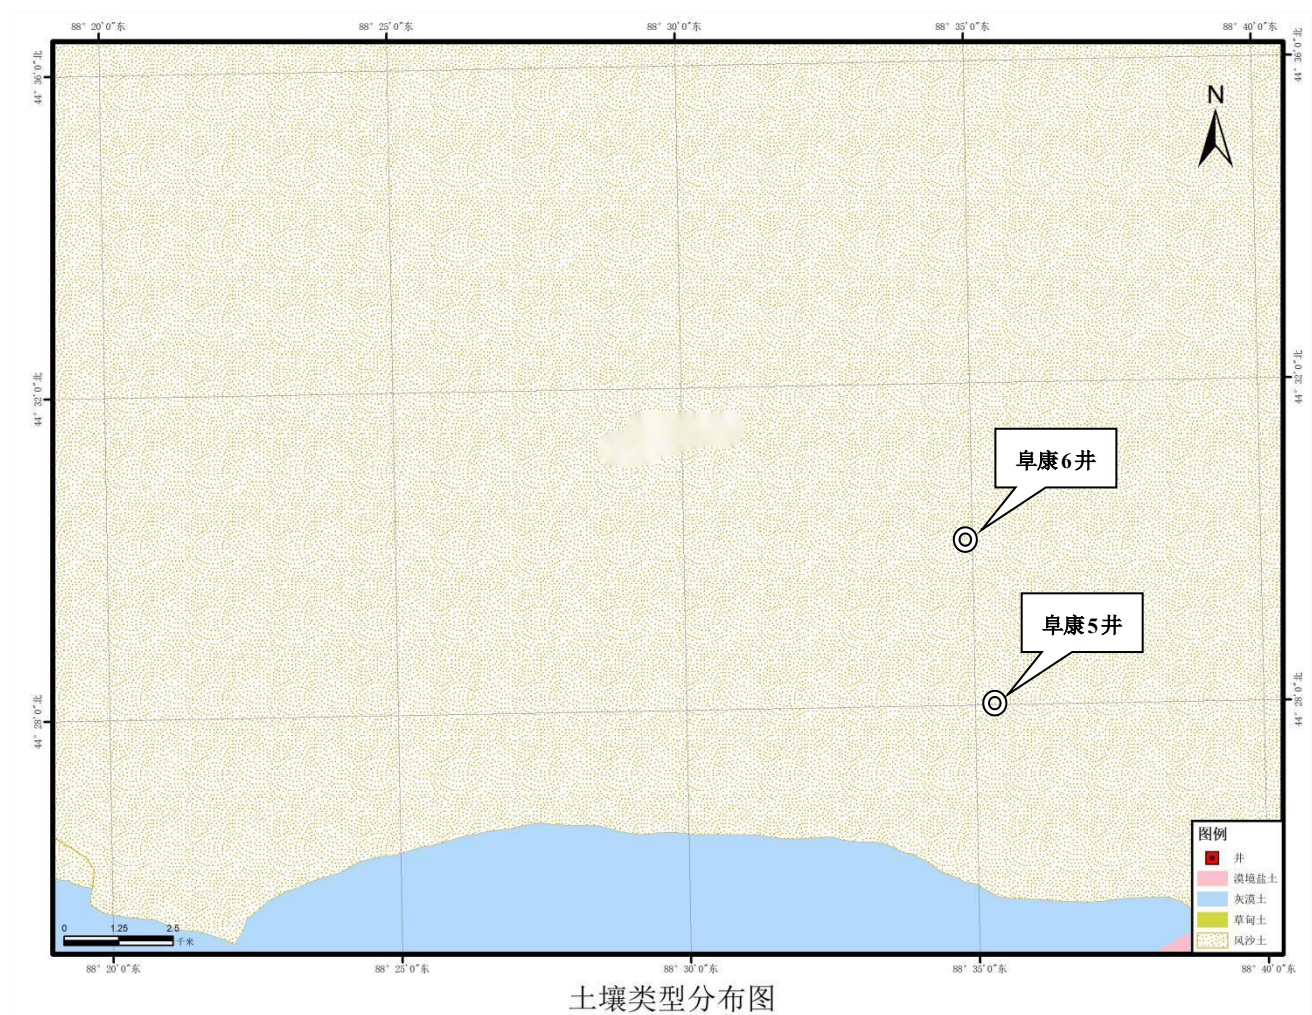 88° 20′0″东
88° 25′0″东
88° 30′0″东
88° 35′0″东
88° 40′0″东
44° 36′0″北
44° 36′0″北
N
44° 32′0″北
44° 32′0″北
阜康6井
阜康5井
44° 28′0″北
44° 28′0″北
图例
井
漠境盐土
灰漠土
草甸土
风沙土
0 1.25 2.5
千米
88° 20′0″东
88° 25′0″东
88° 30′0″东
88° 35′0″东
88° 40′0″东
土壤类型分布图